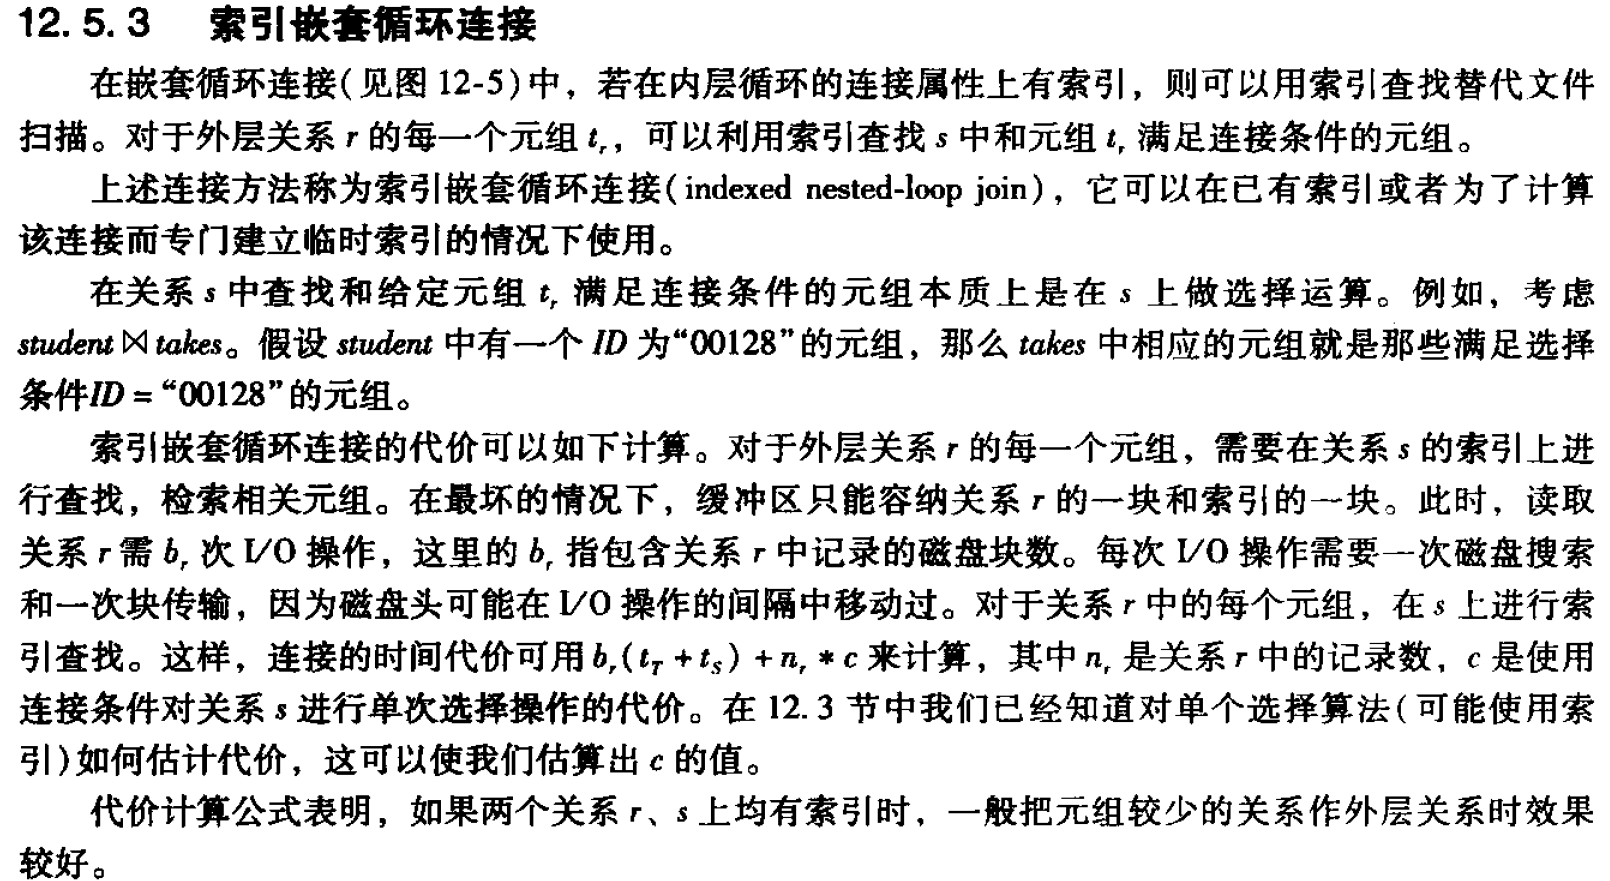 12.5.3 索引嵌套循环连接
在嵌套循环连接(见图 12-5)中，若在内层循环的连接属性上有索引，则可以用索引查找替代文件
扫描。对于外层关系 r 的每一个元组 tr，可以利用索引查找 s 中和元组 tr 满足连接条件的元组。
上述连接方法称为索引嵌套循环连接(indexed nested-loop join)，它可以在已有索引或者为了计算
该连接而专门建立临时索引的情况下使用。
在关系 s 中查找和给定元组 tr 满足连接条件的元组本质上是在 s 上做选择运算。例如，考虑
student ⋈ takes。假设 student 中有一个 ID 为“00128”的元组，那么 takes 中相应的元组就是那些满足选择
条件ID = “00128”的元组。
索引嵌套循环连接的代价可以如下计算。对于外层关系 r 的每一个元组，需要在关系 s 的索引上进
行查找，检索相关元组。在最坏的情况下，缓冲区只能容纳关系 r 的一块和索引的一块。此时，读取
关系 r 需 br 次 I/O 操作，这里的 br 指包含关系 r 中记录的磁盘块数。每次 I/O 操作需要一次磁盘搜索
和一次块传输，因为磁盘头可能在 I/O 操作的间隔中移动过。对于关系 r 中的每个元组，在 s 上进行索
引查找。这样，连接的时间代价可用 br(tT + tS) + nr * c 来计算，其中 nr 是关系 r 中的记录数，c 是使用
连接条件对关系 s 进行单次选择操作的代价。在 12.3 节中我们已经知道对单个选择算法(可能使用索
引)如何估计代价，这可以使我们估算出 c 的值。
代价计算公式表明，如果两个关系 r、s 上均有索引时，一般把元组较少的关系作外层关系时效果
较好。